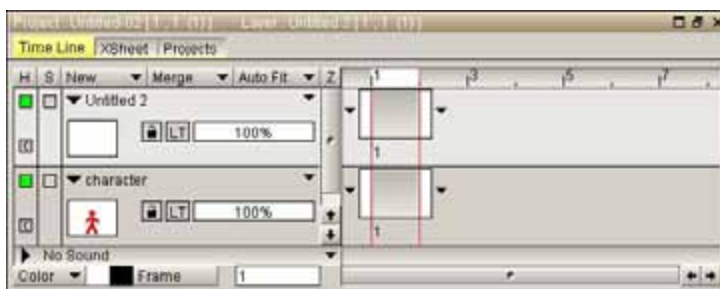 Project: Untitled-02 [ 1 , 1 (1)] Layer: Untitled 2 [ 1 , 1 (1)]
Time Line XSheet Projects
H S New Merge Auto Fit Z 1 3 5 7
Untitled 2
LT 100%
1
character
LT 100%
1
No Sound
Color Frame 1